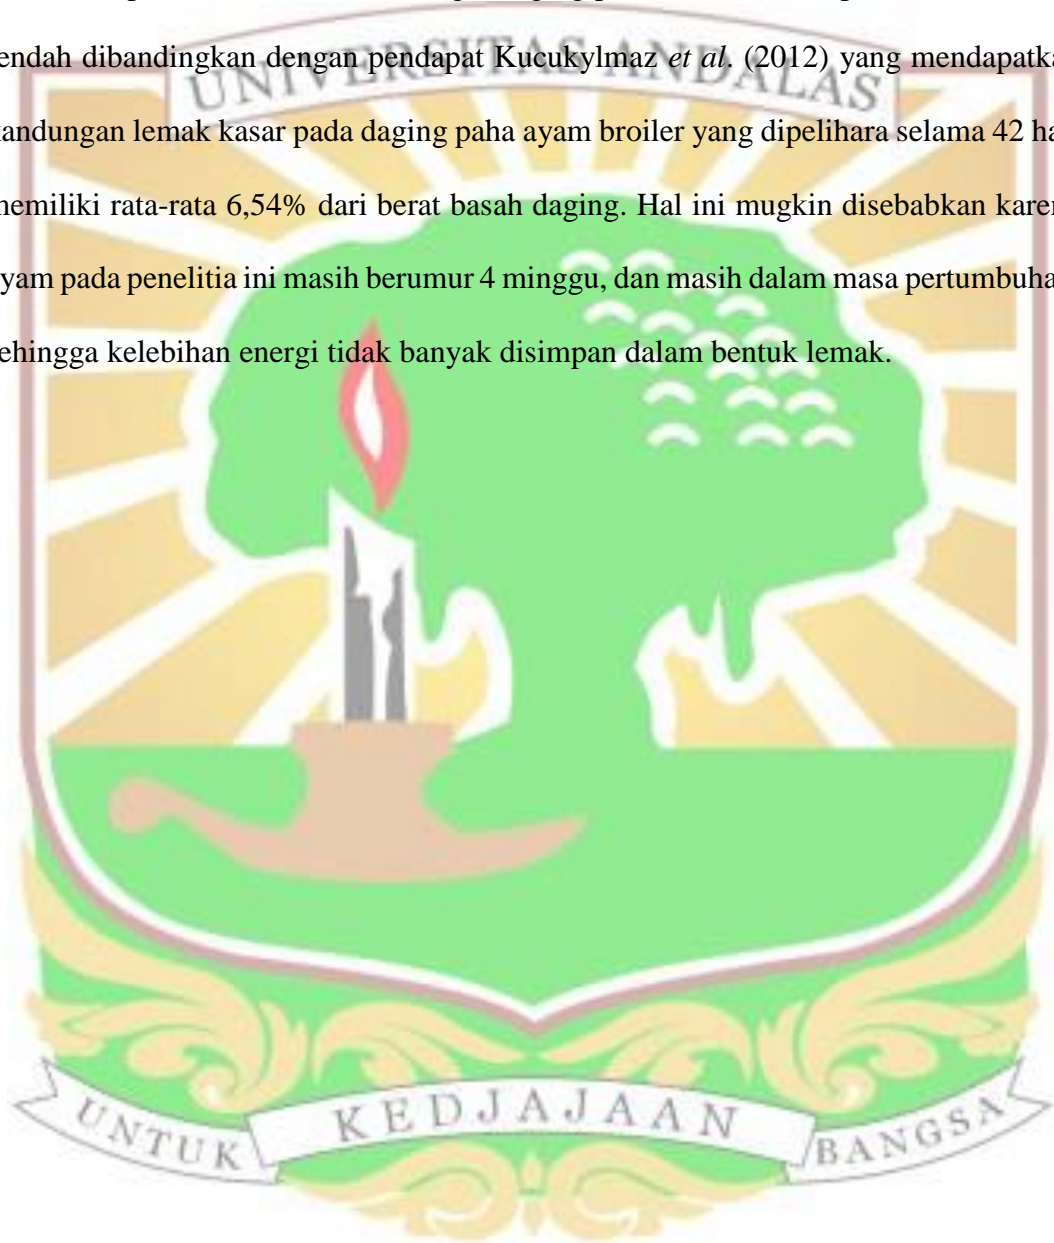 endah dibandingkan dengan pendapat Kucukylmaz et al. (2012) yang mendapatka
UNIVERSITAS ANDALAS
andungan lemak kasar pada daging paha ayam broiler yang dipelihara selama 42 ha
nemiliki rata-rata 6,54% dari berat basah daging. Hal ini mugkin disebabkan karen
yam pada penelitia ini masih berumur 4 minggu, dan masih dalam masa pertumbuha
ehingga kelebihan energi tidak banyak disimpan dalam bentuk lemak.
UNTUK KEDJAJAAN BANGSA